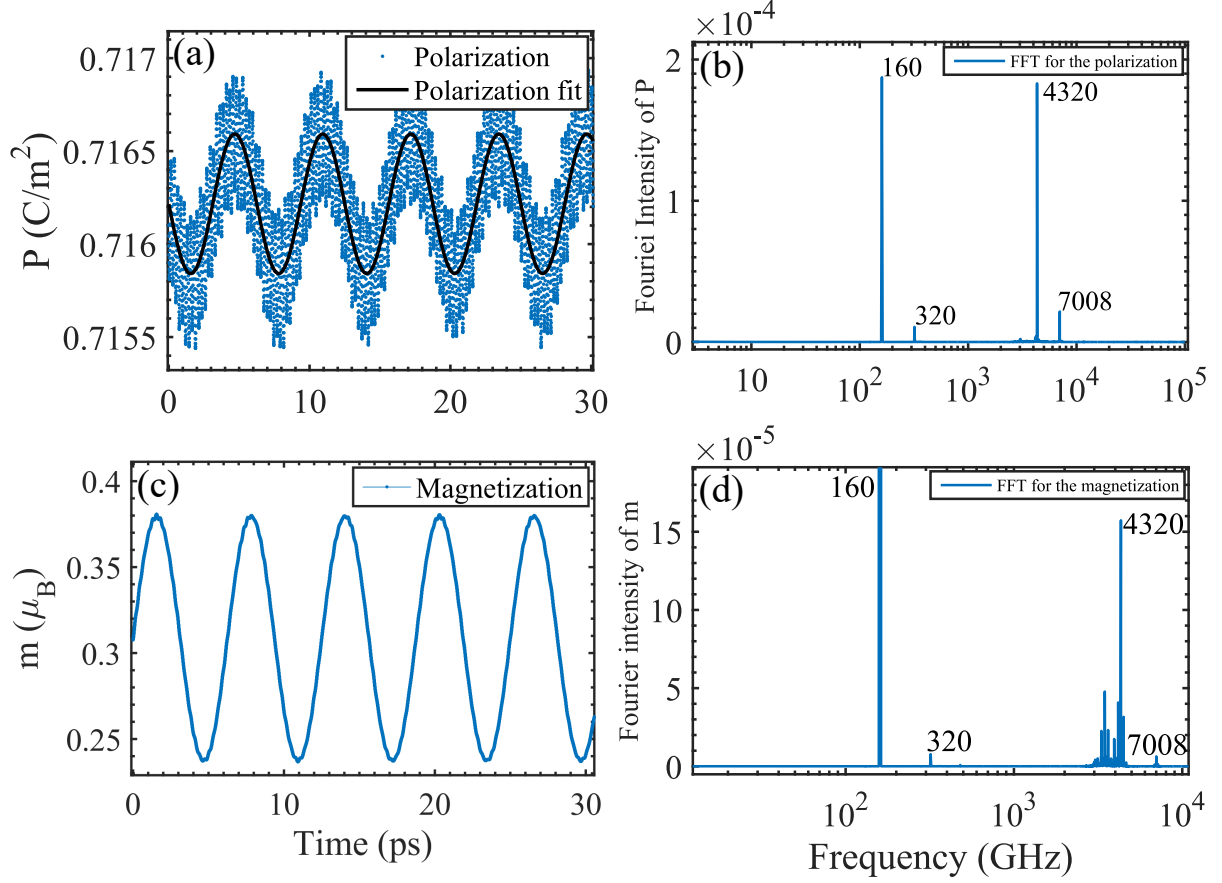 (a)
Polarization
Polarization fit
P (C/m²)
0.717
0.7165
0.716
0.7155
0
10
20
30
×10⁻⁴
(b)
FFT for the polarization
Fouriei Intensity of P
2
1
0
160
320
4320
7008
10
10²
10³
10⁴
10⁵
(c)
Magnetization
m (μ_B)
0.4
0.35
0.3
0.25
0
10
20
30
Time (ps)
×10⁻⁵
(d)
FFT for the magnetization
Fourier intensity of m
15
10
5
0
160
320
4320
7008
10²
10³
10⁴
Frequency (GHz)